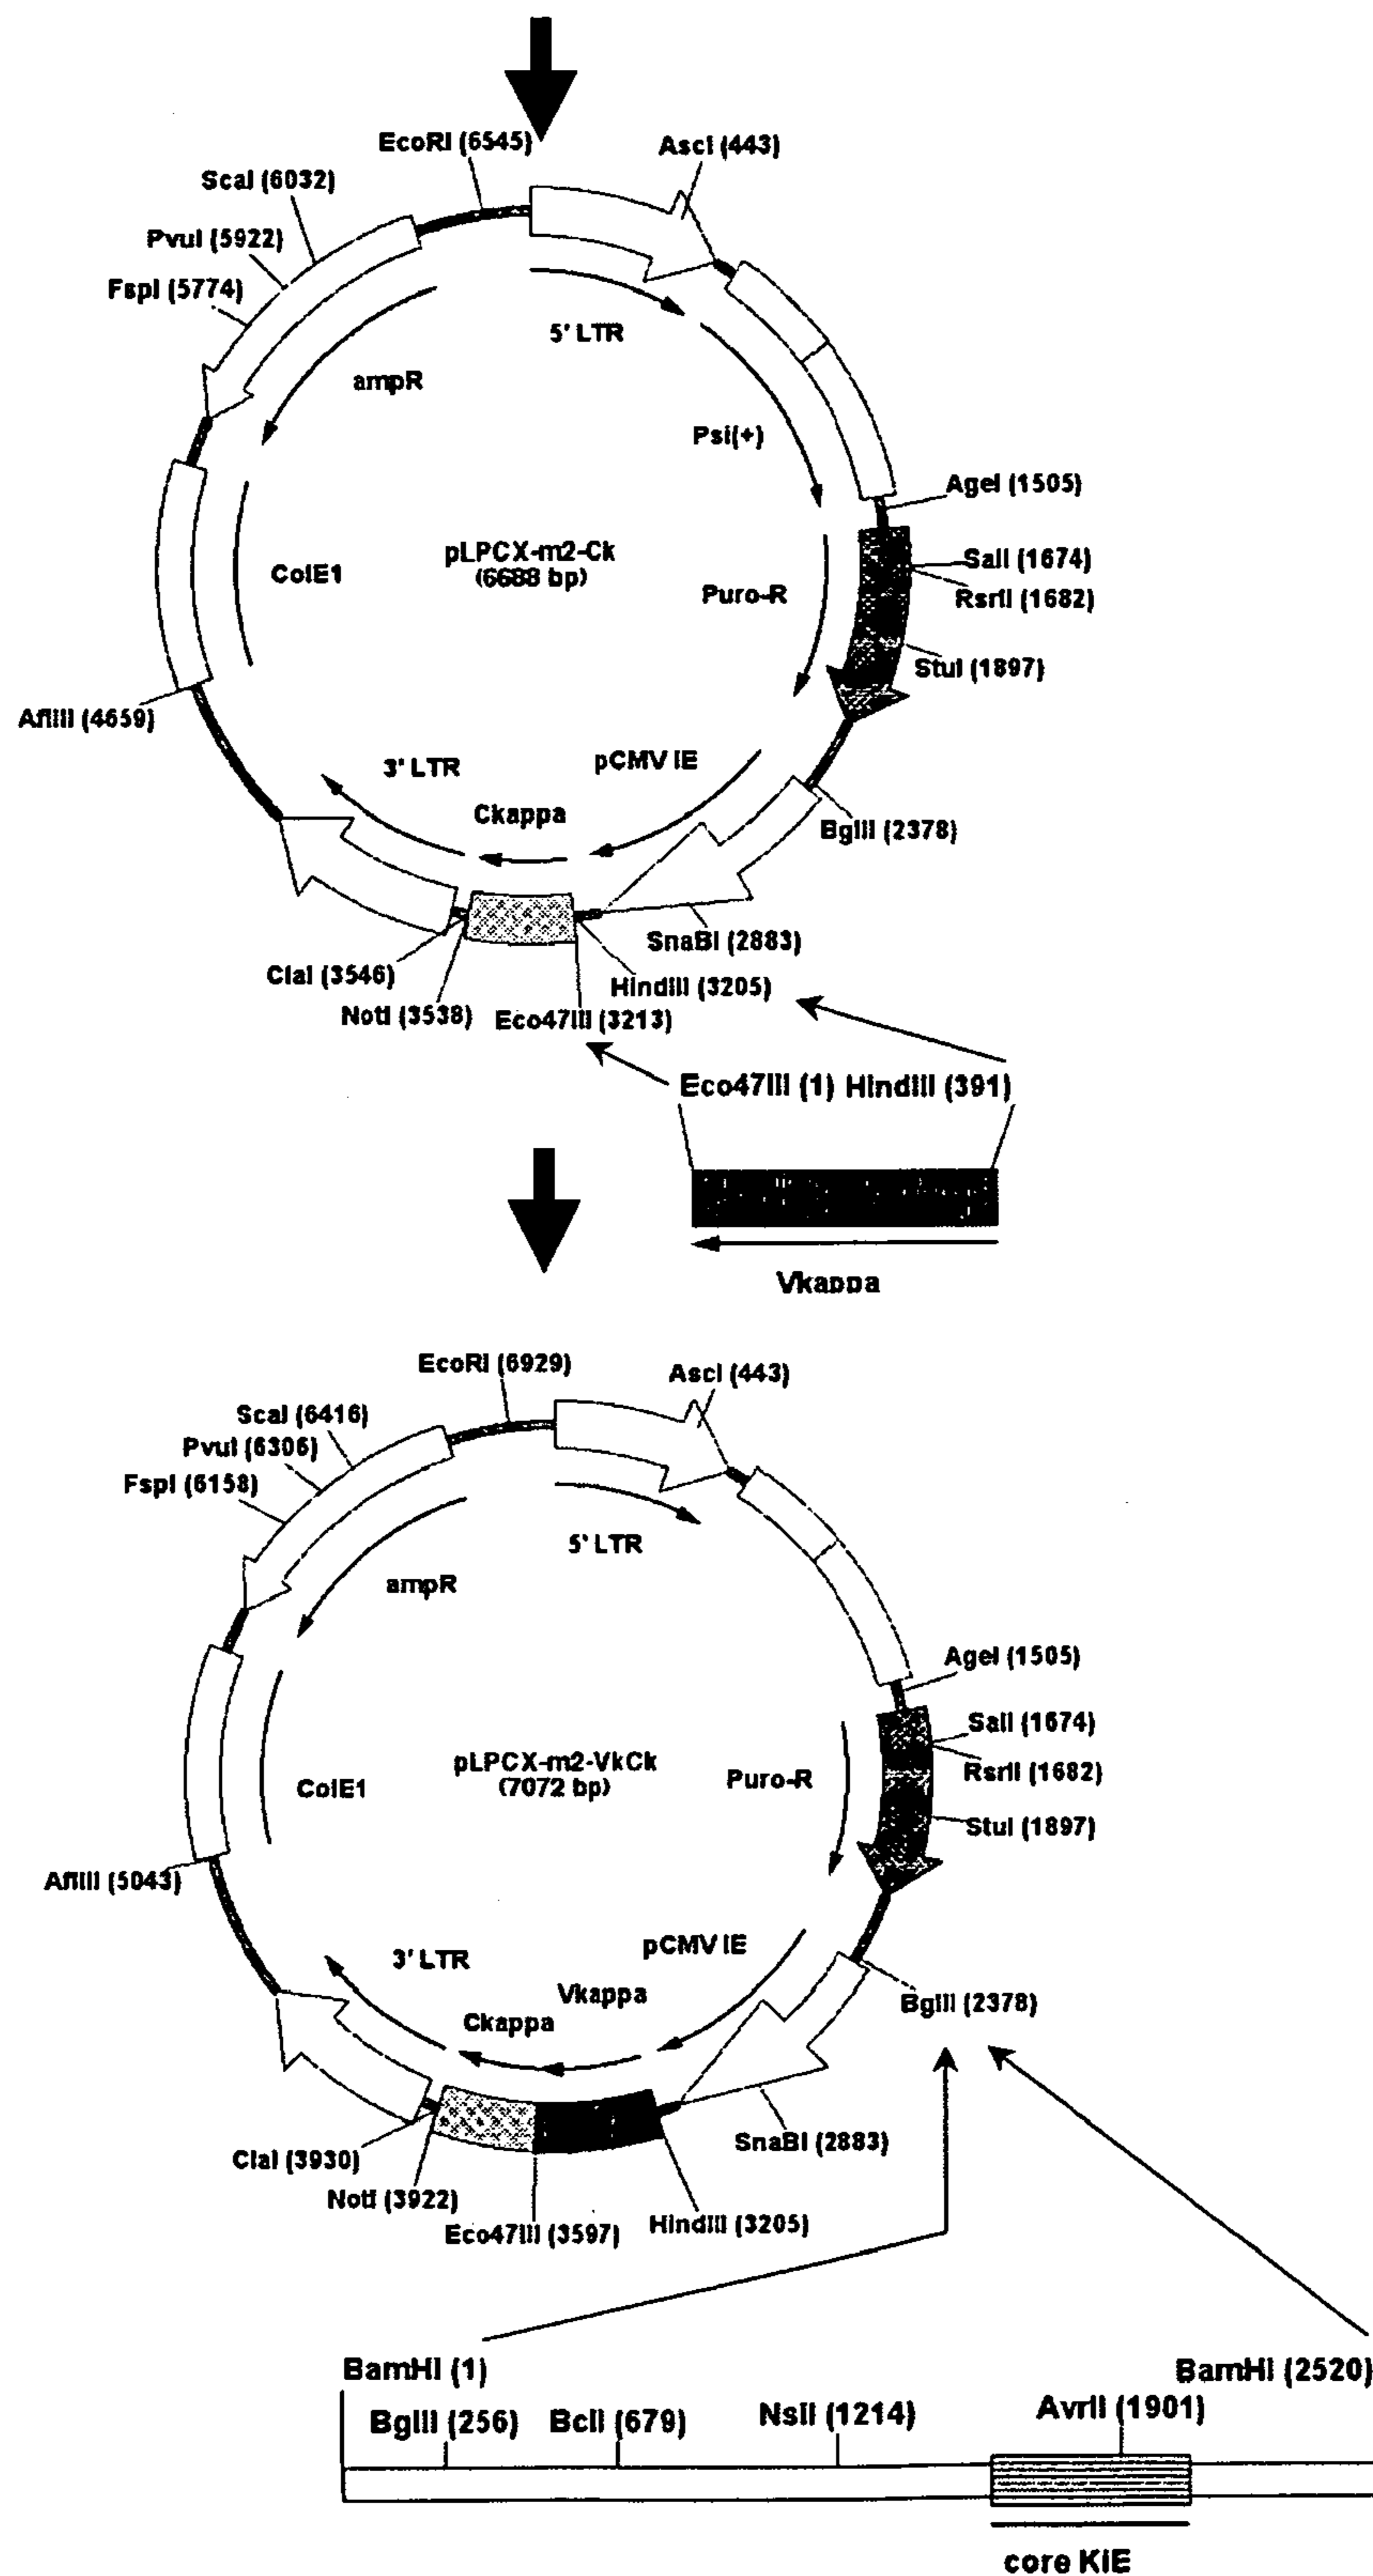 EcoRI (6545)
AscI (443)
ScaI (6032)
PvuI (5922)
FspI (5774)
5' LTR
ampR
Psi(+)
AgeI (1505)
pLPCX-m2-Ck
(6688 bp)
ColE1
Puro-R
SalI (1674)
RsrII (1682)
StuI (1897)
AflIII (4659)
3' LTR
pCMV IE
Ckappa
BglII (2378)
SnaBI (2883)
ClaI (3546)
HindIII (3205)
NotI (3538)
Eco47III (3213)
Eco47III (1) HindIII (391)
Vkappa
EcoRI (6929)
AscI (443)
ScaI (6416)
PvuI (6306)
FspI (6158)
5' LTR
ampR
AgeI (1505)
SalI (1674)
pLPCX-m2-VkCk
(7072 bp)
ColE1
Puro-R
RsrII (1682)
StuI (1897)
AflIII (5043)
3' LTR
pCMV IE
Vkappa
Ckappa
BglII (2378)
SnaBI (2883)
ClaI (3930)
NotI (3922)
Eco47III (3597)
HindIII (3205)
BamHI (1)
BamHI (2520)
BglII (256)
BclI (679)
NsiI (1214)
AvrII (1901)
core KiE